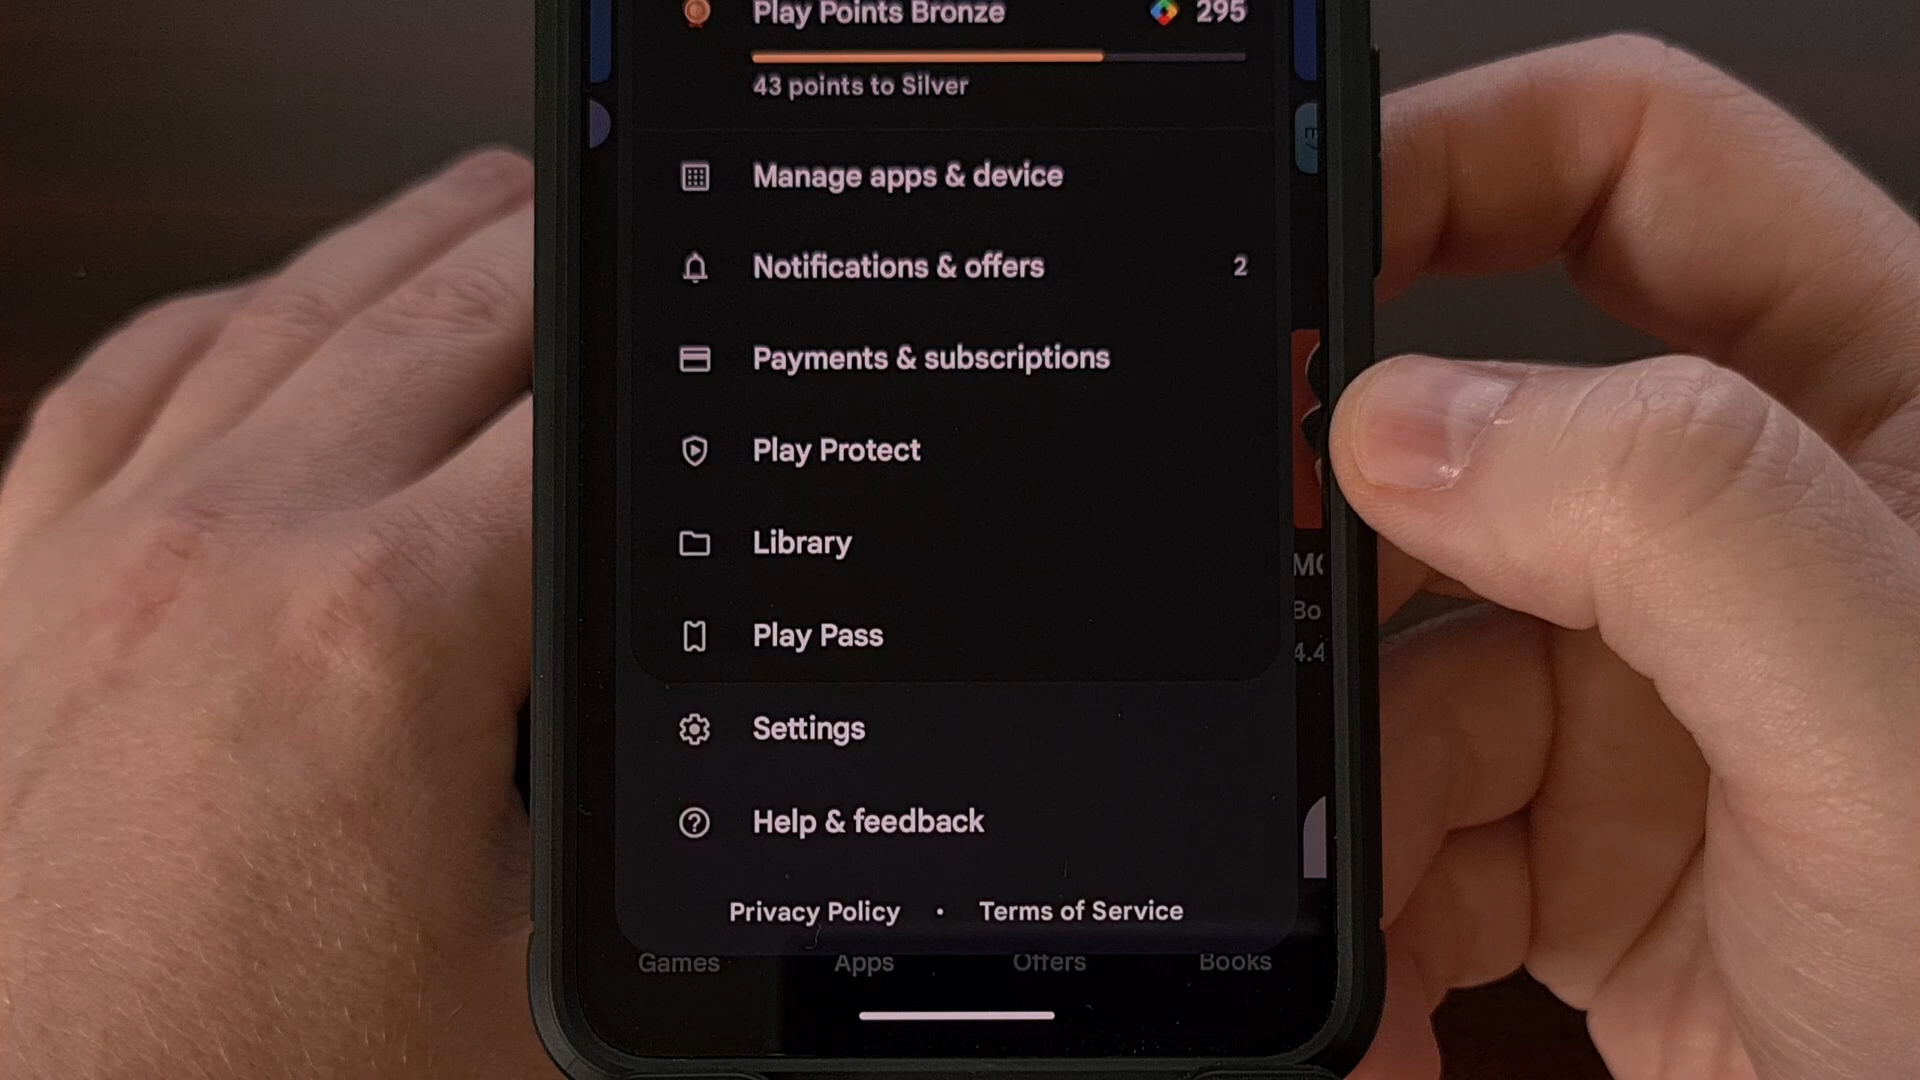 Play Points Bronze 295
43 points to Silver
Manage apps & device
Notifications & offers 2
Payments & subscriptions
Play Protect
Library
Play Pass
Settings
Help & feedback
Privacy Policy • Terms of Service
Games Apps Offers Books